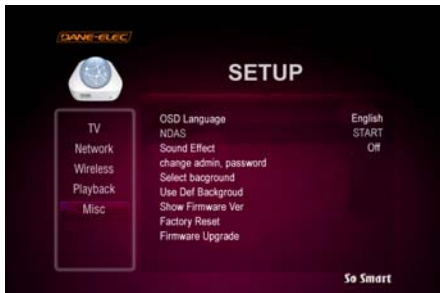 DANE-ELEC
SETUP
TV
Network
Wireless
Playback
Misc
OSD Language English
NDAS START
Sound Effect Off
change admin, password
Select bacground
Use Def Backgroud
Show Firmware Ver
Factory Reset
Firmware Upgrade
So Smart